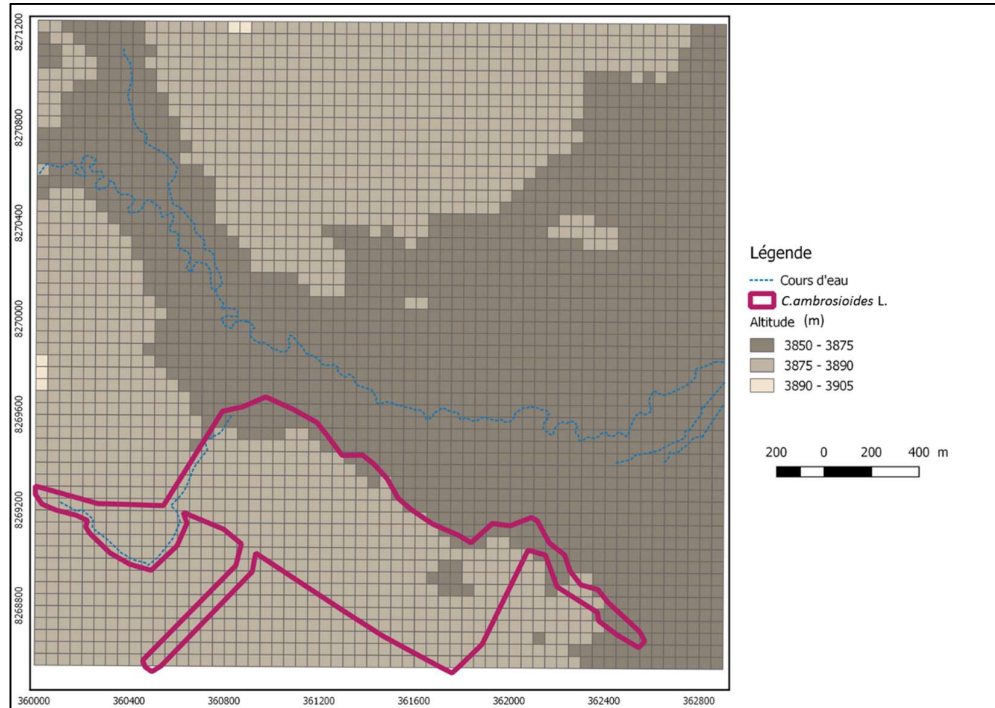 8271200
8270800
8270400
8270000
8269600
8269200
8268800
360000 360400 360800 361200 361600 362000 362400 362800
Légende
Cours d'eau
C.ambrosioides L.
Altitude (m)
3850 - 3875
3875 - 3890
3890 - 3905
200 0 200 400 m